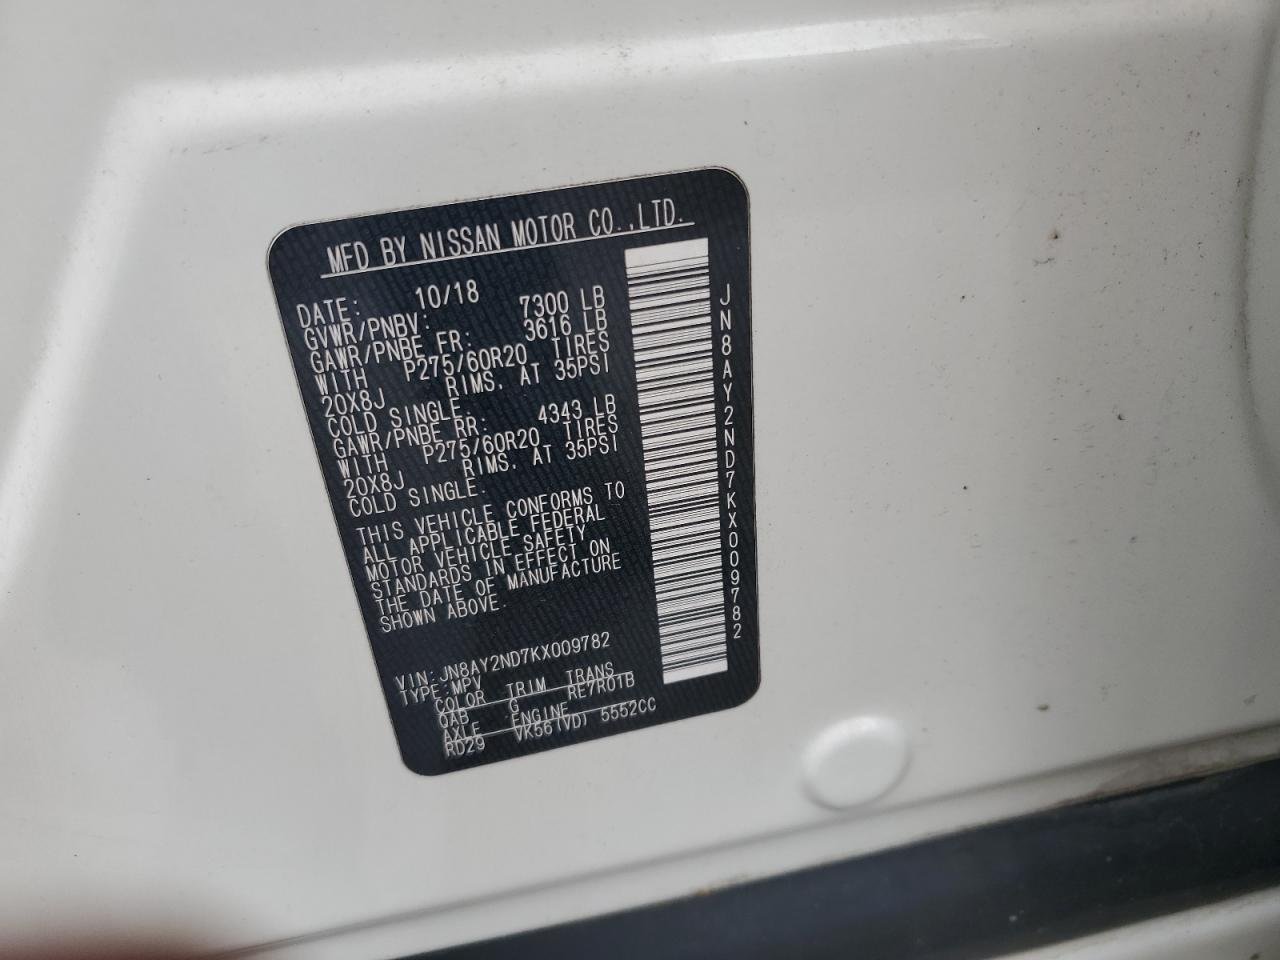 MFD BY NISSAN MOTOR CO.,LTD.
DATE: 10/18
GVWR/PNBV: 7300 LB
GAWR/PNBE FR: 3616 LB
WITH P275/60R20 TIRES
20X8J RIMS. AT 35PSI
COLD SINGLE.
GAWR/PNBE RR: 4343 LB
WITH P275/60R20 TIRES
20X8J RIMS. AT 35PSI
COLD SINGLE.
THIS VEHICLE CONFORMS TO
ALL APPLICABLE FEDERAL
MOTOR VEHICLE SAFETY
STANDARDS IN EFFECT ON
THE DATE OF MANUFACTURE
SHOWN ABOVE.
VIN: JN8AY2ND7KX009782
TYPE: MPV
COLOR TRIM TRANS
QAB G RE7R01B
AXLE ENGINE
RD29 VK56(VD) 5552CC
JN8AY2ND7KX009782